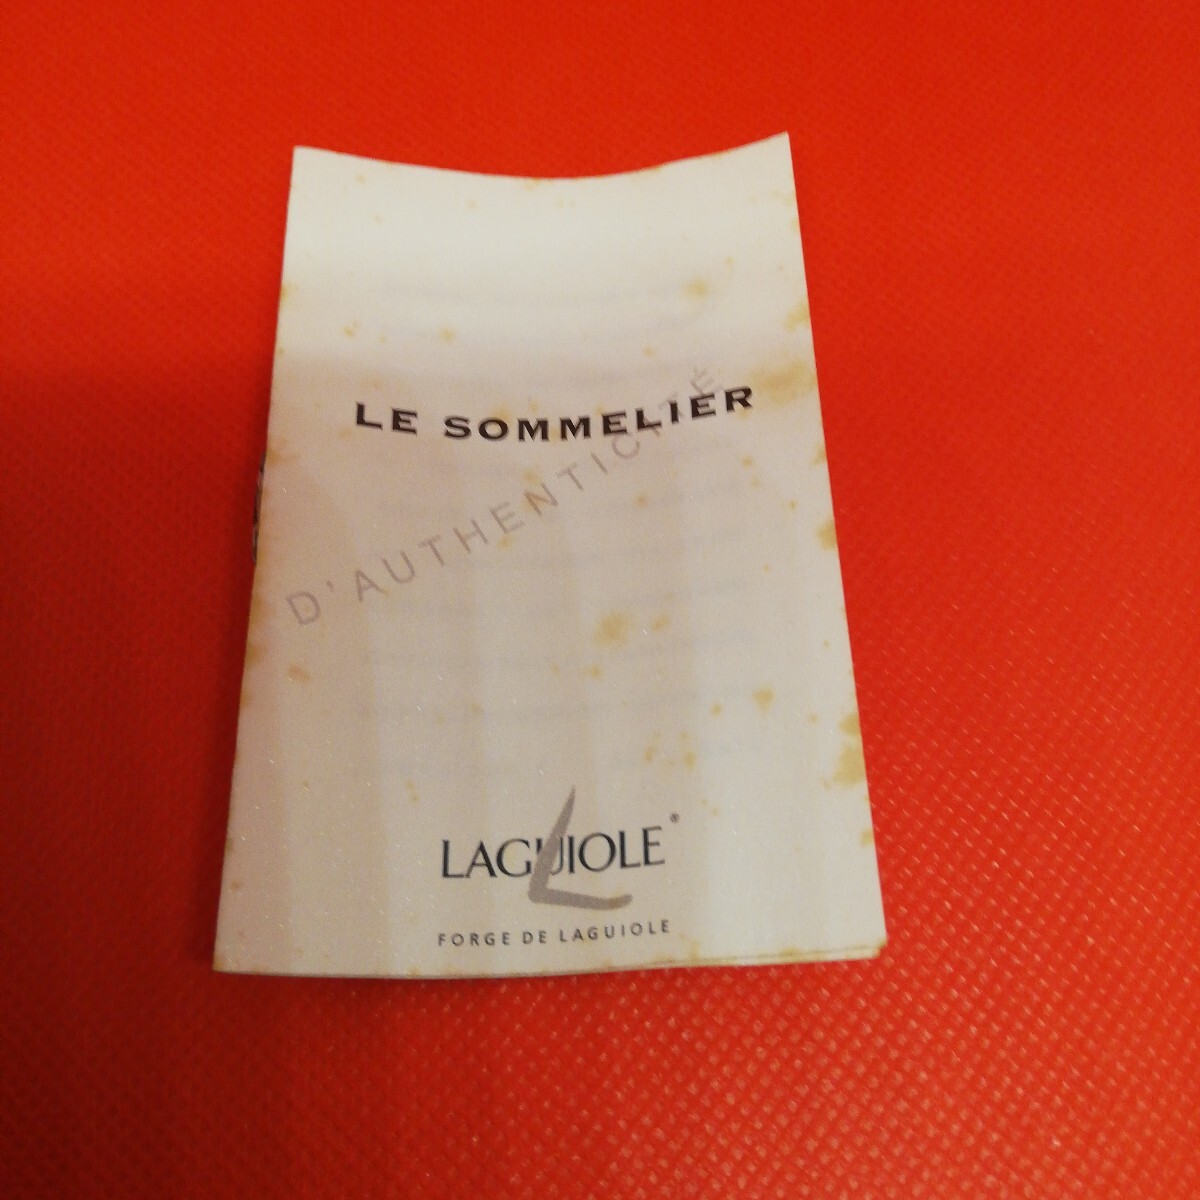 LE SOMMELIER
D'AUTHENTICITÉ
LAGUIOLE®
FORGE DE LAGUIOLE